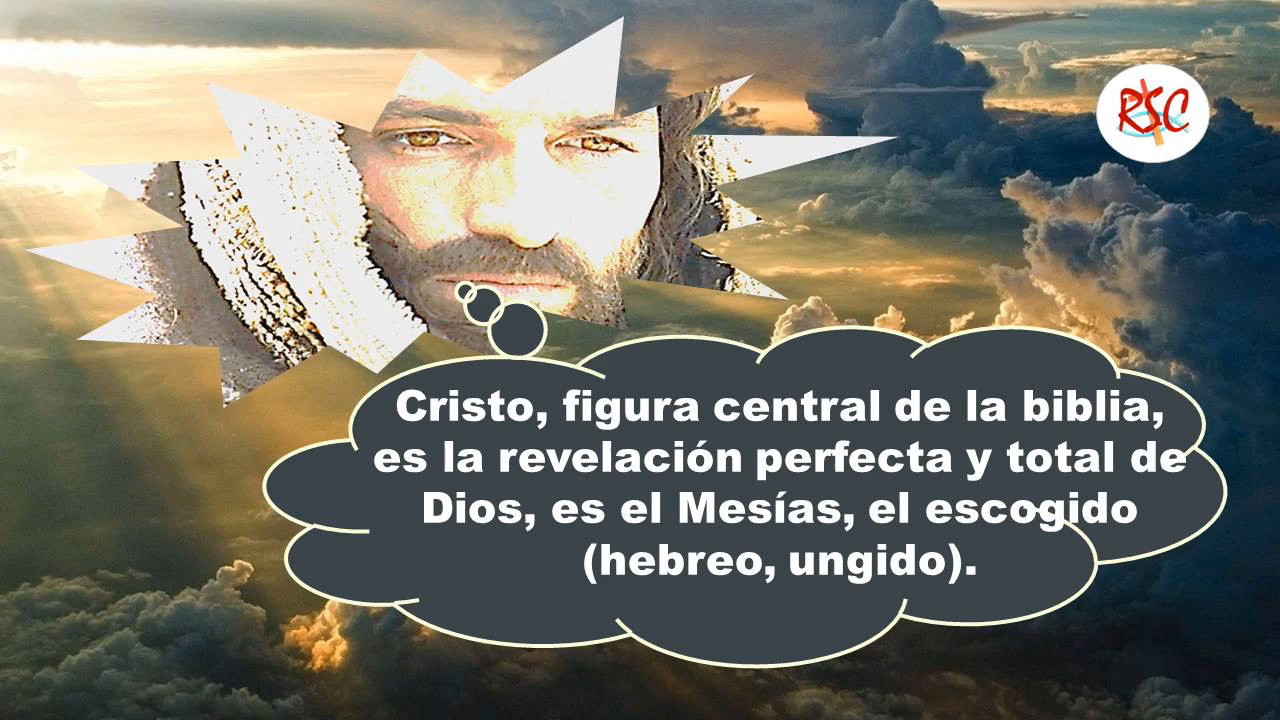 RSC
Cristo, figura central de la biblia,
es la revelación perfecta y total de
Dios, es el Mesías, el escogido
(hebreo, ungido).